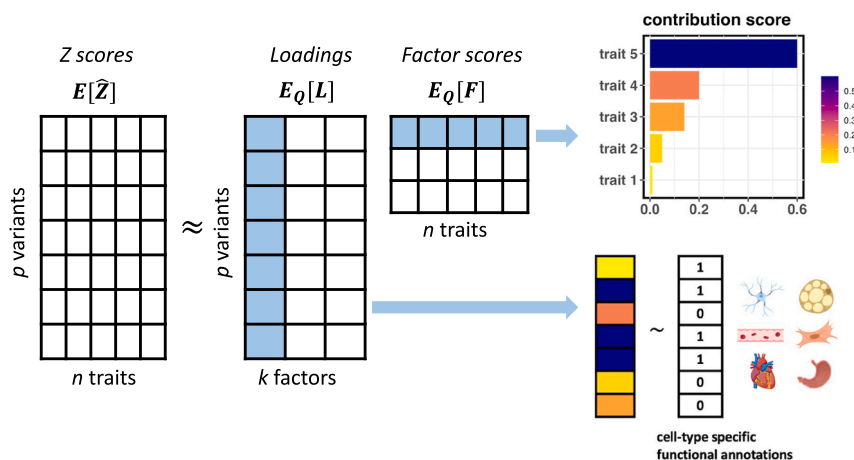 Z scores
E[Ẑ]
p variants
n traits
≈
Loadings
E_Q[L]
p variants
k factors
Factor scores
E_Q[F]
n traits
contribution score
trait 5
trait 4
trait 3
trait 2
trait 1
0.0 0.2 0.4 0.6
0.5
0.4
0.3
0.2
0.1
~
1
1
0
1
1
0
0
cell-type specific
functional annotations